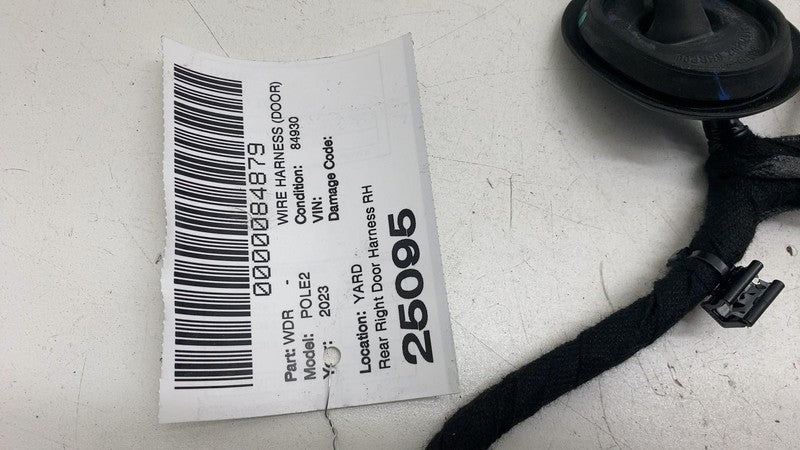 0000084879
Part: WDR - WIRE HARNESS (DOOR)
Model: POLE2 Condition: 84930
Year: 2023 VIN:
Damage Code:
Location: YARD
Rear Right Door Harness RH
25095